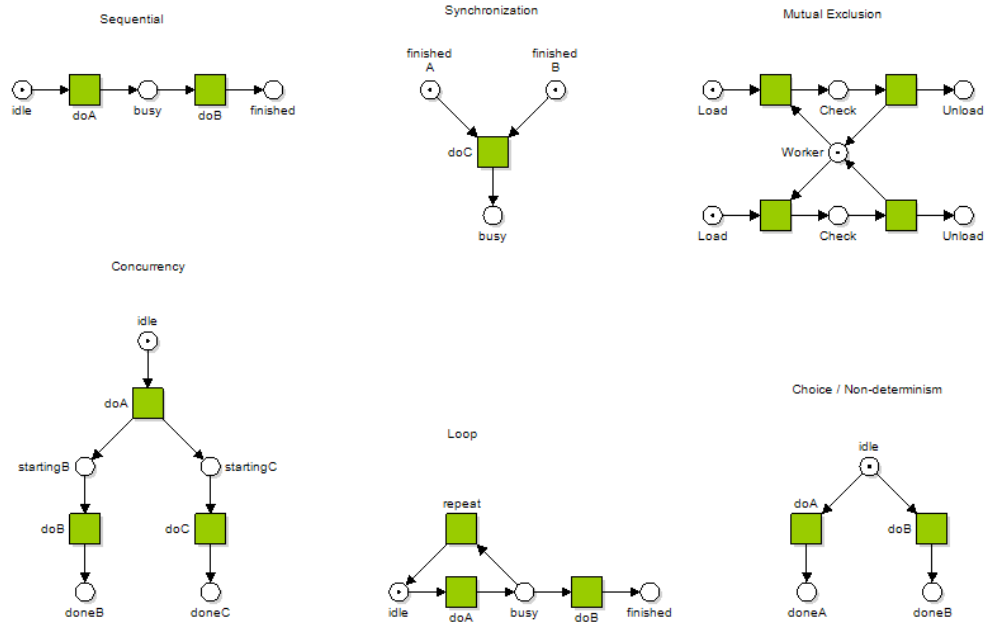 Sequential
idle
doA
busy
doB
finished
Synchronization
finished
A
finished
B
doC
busy
Mutual Exclusion
Load
Check
Unload
Worker
Load
Check
Unload
Concurrency
idle
doA
startingB
startingC
doB
doC
doneB
doneC
Loop
repeat
idle
doA
busy
doB
finished
Choice / Non-determinism
idle
doA
doB
doneA
doneB